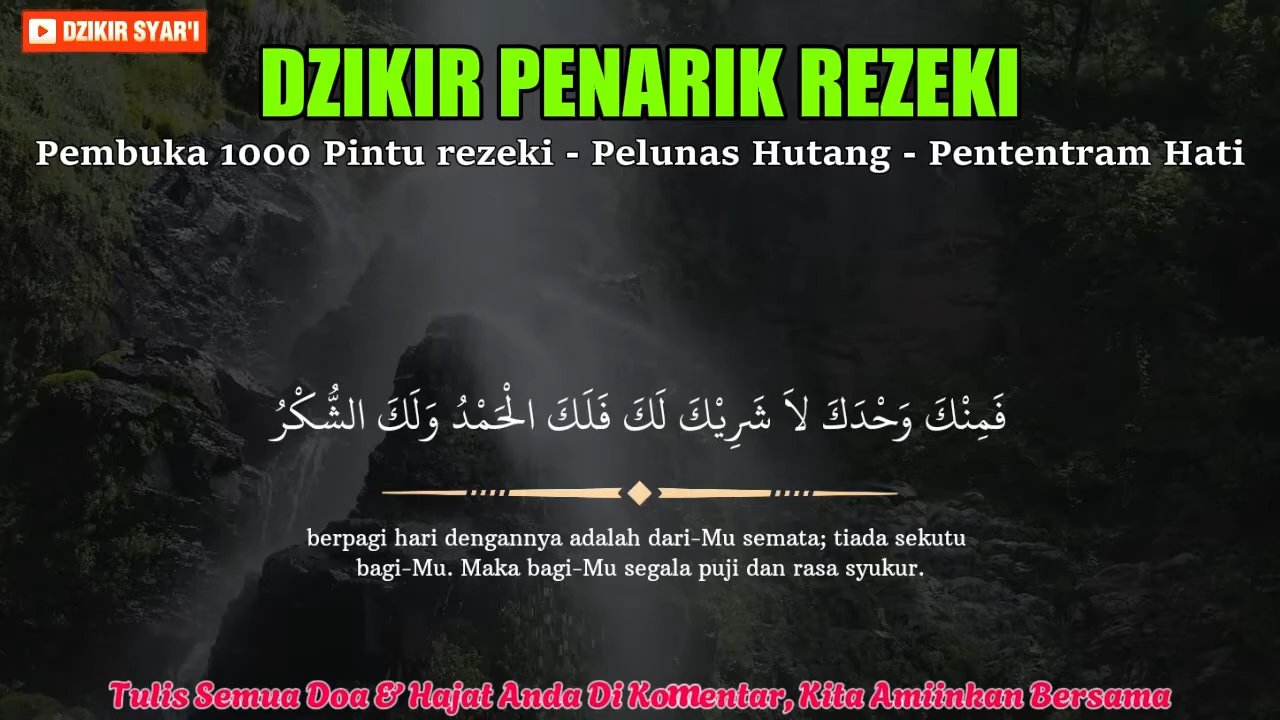 DZIKIR SYAR'I
DZIKIR PENARIK REZEKI
Pembuka 1000 Pintu rezeki - Pelunas Hutang - Pententram Hati
فَمِنْكَ وَحْدَكَ لاَ شَرِيْكَ لَكَ فَلَكَ الْحَمْدُ وَلَكَ الشُّكْرُ
berpagi hari dengannya adalah dari-Mu semata; tiada sekutu
bagi-Mu. Maka bagi-Mu segala puji dan rasa syukur.
Tulis Semua Doa & Hajat Anda Di Komentar, Kita Amiinkan Bersama